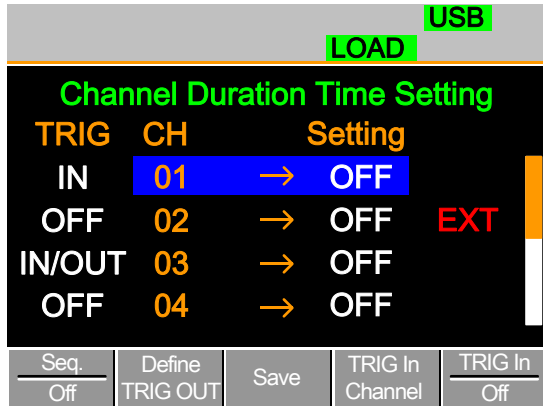 USB
LOAD
Channel Duration Time Setting
TRIG CH Setting
IN 01 → OFF
OFF 02 → OFF EXT
IN/OUT 03 → OFF
OFF 04 → OFF
Seq. Define Save TRIG In TRIG In
Off TRIG OUT Channel Off